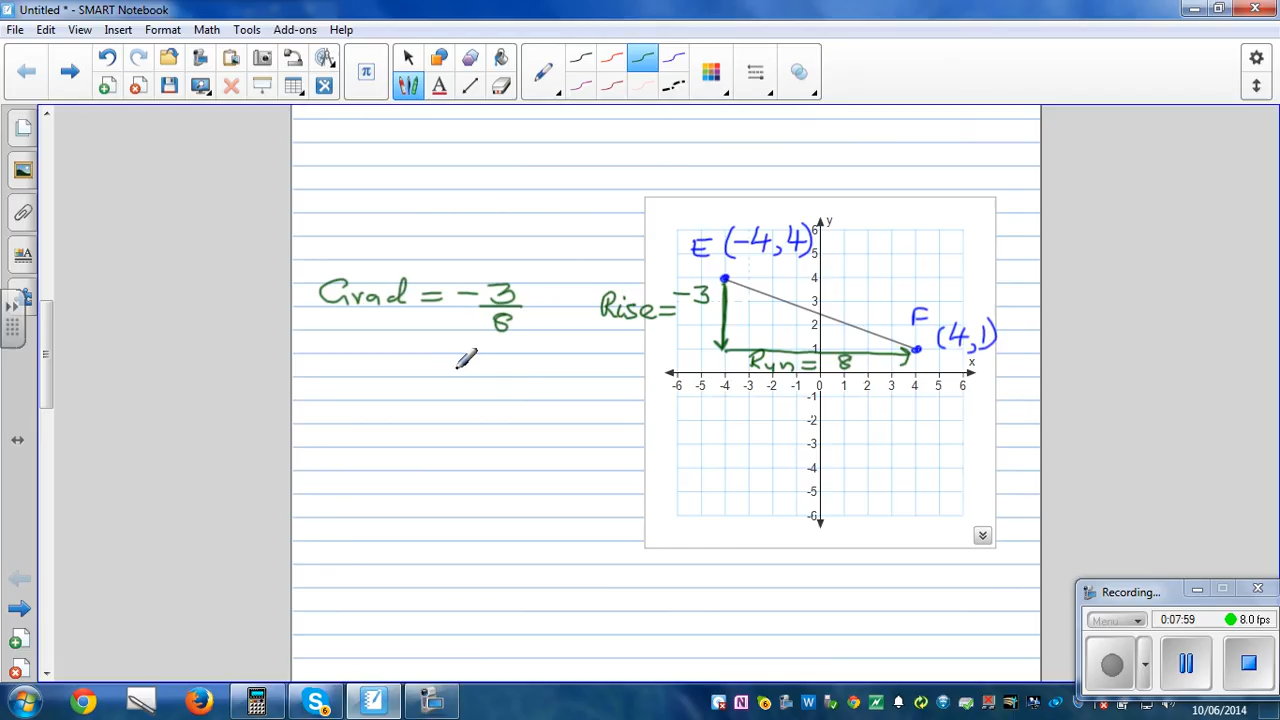 Untitled * - SMART Notebook
File Edit View Insert Format Math Tools Add-ons Help
π
A
y
E (-4,4)
Grad = -3/8
Rise= -3
F
(4,1)
Run = 8
x
6
5
4
3
2
1
-6 -5 -4 -3 -2 -1 0 1 2 3 4 5 6
-1
-2
-3
-4
-5
-6
Recording...
Menu
0:07:59
8.0 fps
10/06/2014